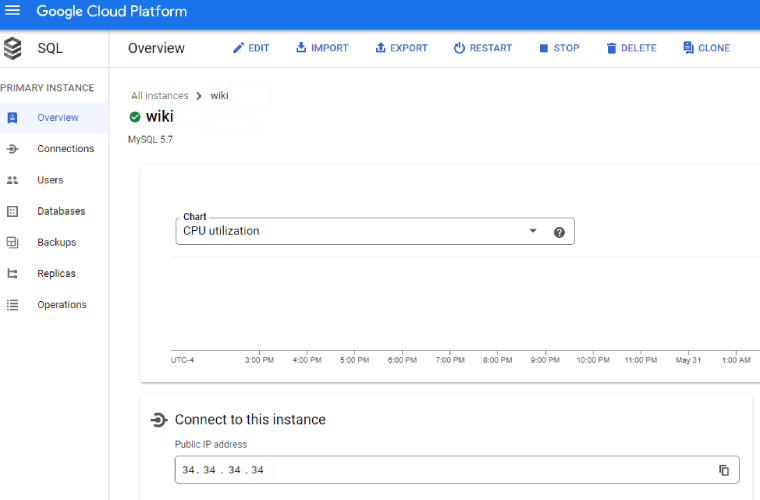 Google Cloud Platform
SQL
Overview
EDIT
IMPORT
EXPORT
RESTART
STOP
DELETE
CLONE
PRIMARY INSTANCE
Overview
Connections
Users
Databases
Backups
Replicas
Operations
All instances
wiki
wiki
MySQL 5.7
Chart
CPU utilization
UTC-4 3:00 PM 4:00 PM 5:00 PM 6:00 PM 7:00 PM 8:00 PM 9:00 PM 10:00 PM 11:00 PM May 31 1:00 AM
Connect to this instance
Public IP address
34. 34 . 34 . 34